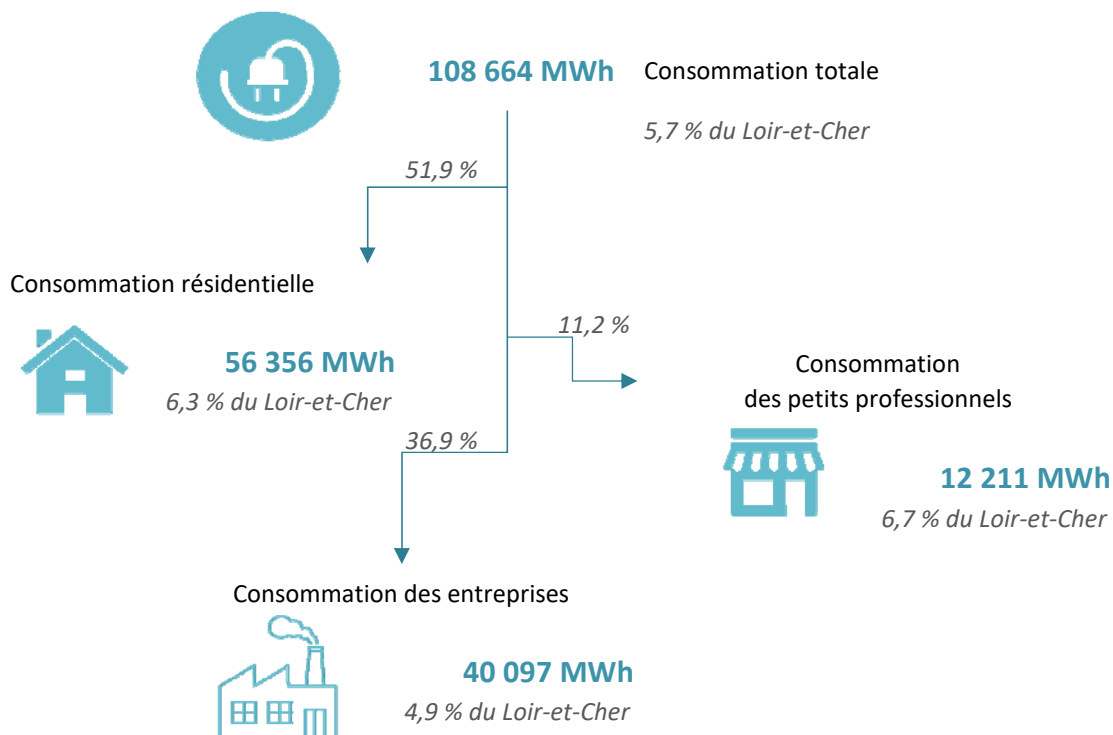 108 664 MWh Consommation totale
5,7 % du Loir-et-Cher
51,9 %
Consommation résidentielle
56 356 MWh
6,3 % du Loir-et-Cher
11,2 %
Consommation
des petits professionnels
12 211 MWh
6,7 % du Loir-et-Cher
36,9 %
Consommation des entreprises
40 097 MWh
4,9 % du Loir-et-Cher